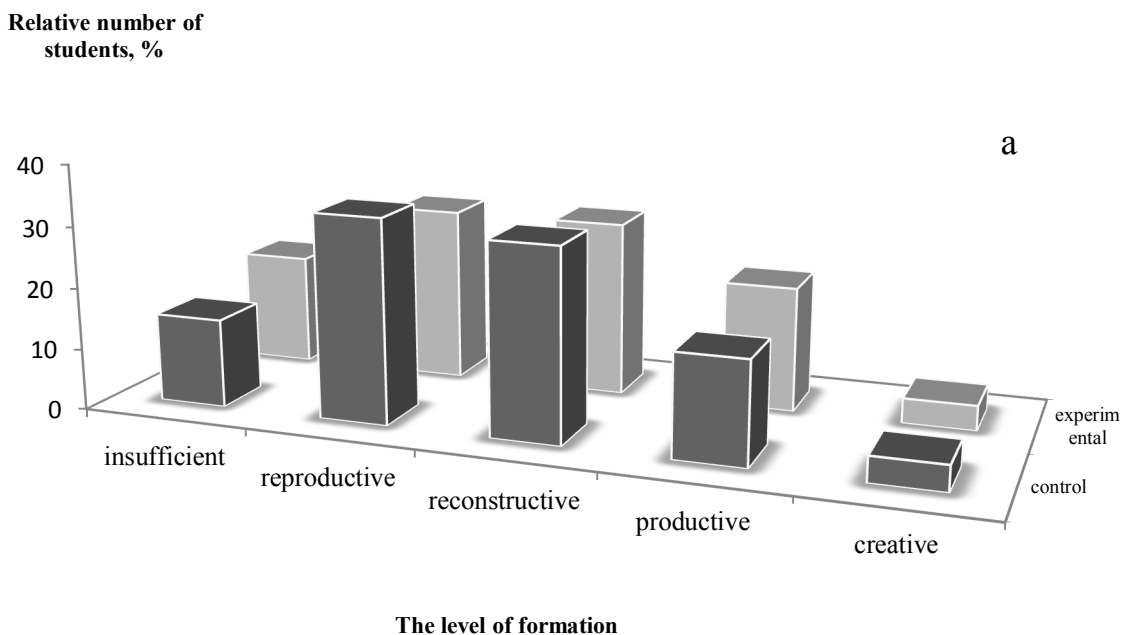 Relative number of
students, %
a
40
30
20
10
0
insufficient
reproductive
reconstructive
productive
creative
experim
ental
control
The level of formation